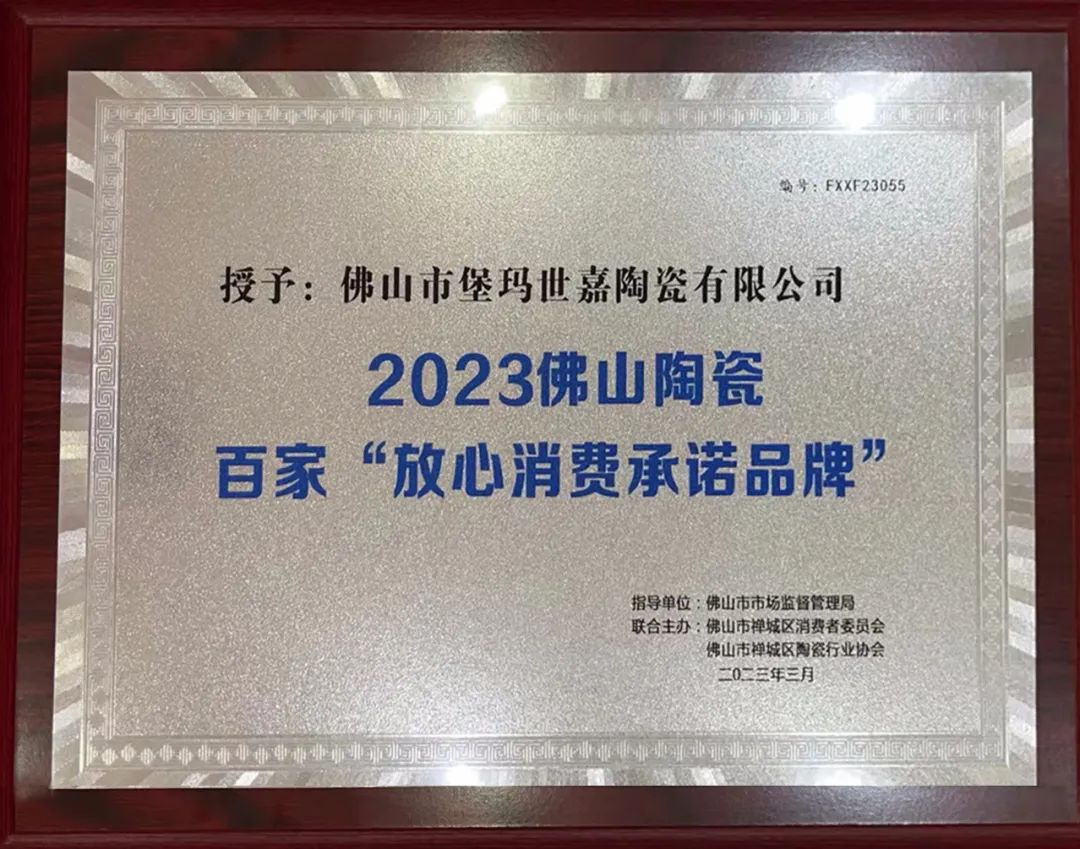 编号：FXXF23055
授予：佛山市堡玛世嘉陶瓷有限公司
2023佛山陶瓷
百家“放心消费承诺品牌”
指导单位：佛山市市场监督管理局
联合主办：佛山市禅城区消费者委员会
佛山市禅城区陶瓷行业协会
二〇二三年三月